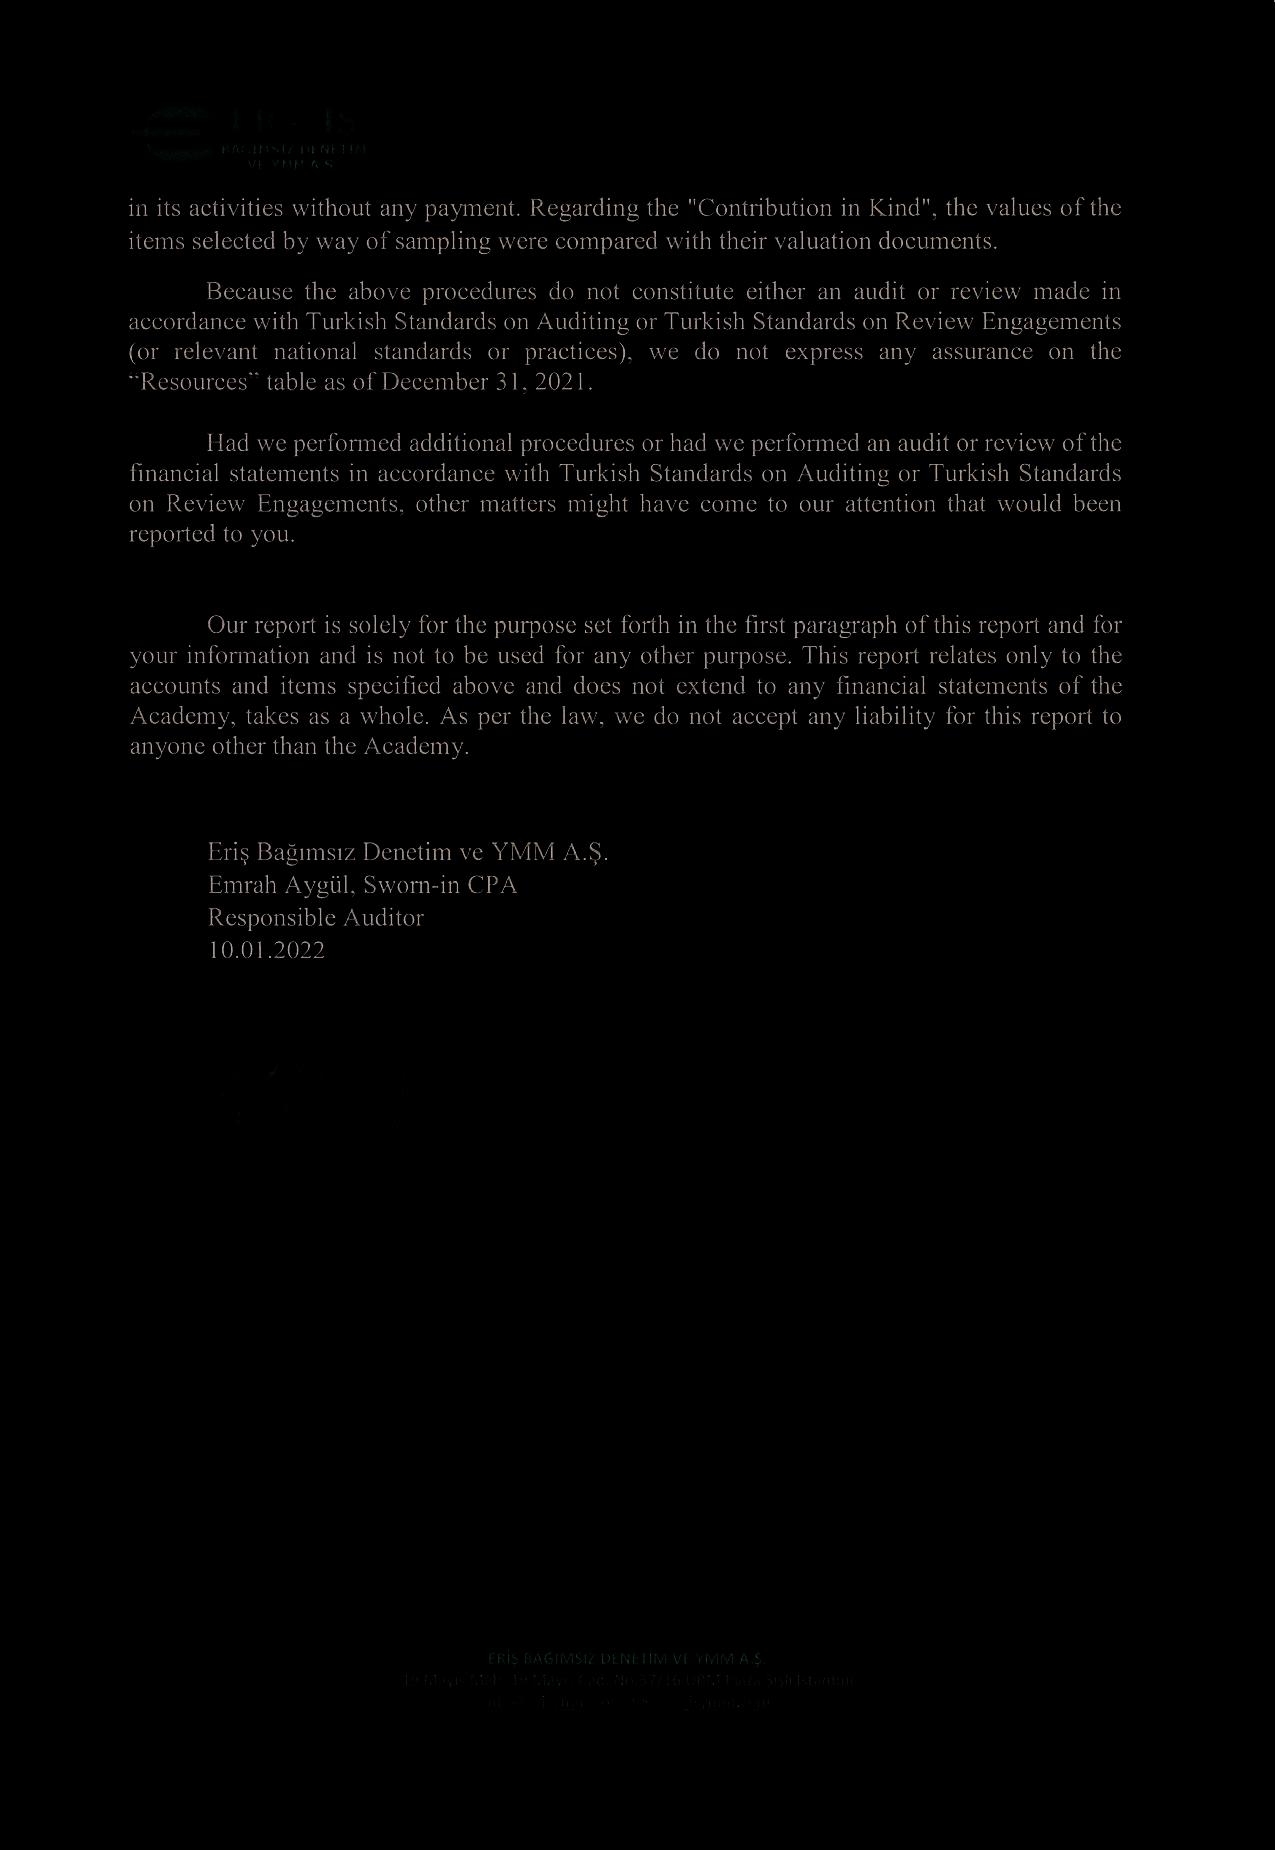 BAĞIMSIZ DENETİM
VE YMM A.Ş.
in its activities without any payment. Regarding the "Contribution in Kind", the values of the
items selected by way of sampling were compared with their valuation documents.
Because the above procedures do not constitute either an audit or review made in
accordance with Turkish Standards on Auditing or Turkish Standards on Review Engagements
(or relevant national standards or practices), we do not express any assurance on the
“Resources” table as of December 31, 2021.
Had we performed additional procedures or had we performed an audit or review of the
financial statements in accordance with Turkish Standards on Auditing or Turkish Standards
on Review Engagements, other matters might have come to our attention that would been
reported to you.
Our report is solely for the purpose set forth in the first paragraph of this report and for
your information and is not to be used for any other purpose. This report relates only to the
accounts and items specified above and does not extend to any financial statements of the
Academy, takes as a whole. As per the law, we do not accept any liability for this report to
anyone other than the Academy.
Eriş Bağımsız Denetim ve YMM A.Ş.
Emrah Aygül, Sworn-in CPA
Responsible Auditor
10.01.2022
ERİŞ BAĞIMSIZ DENETİM VE YMM A.Ş.